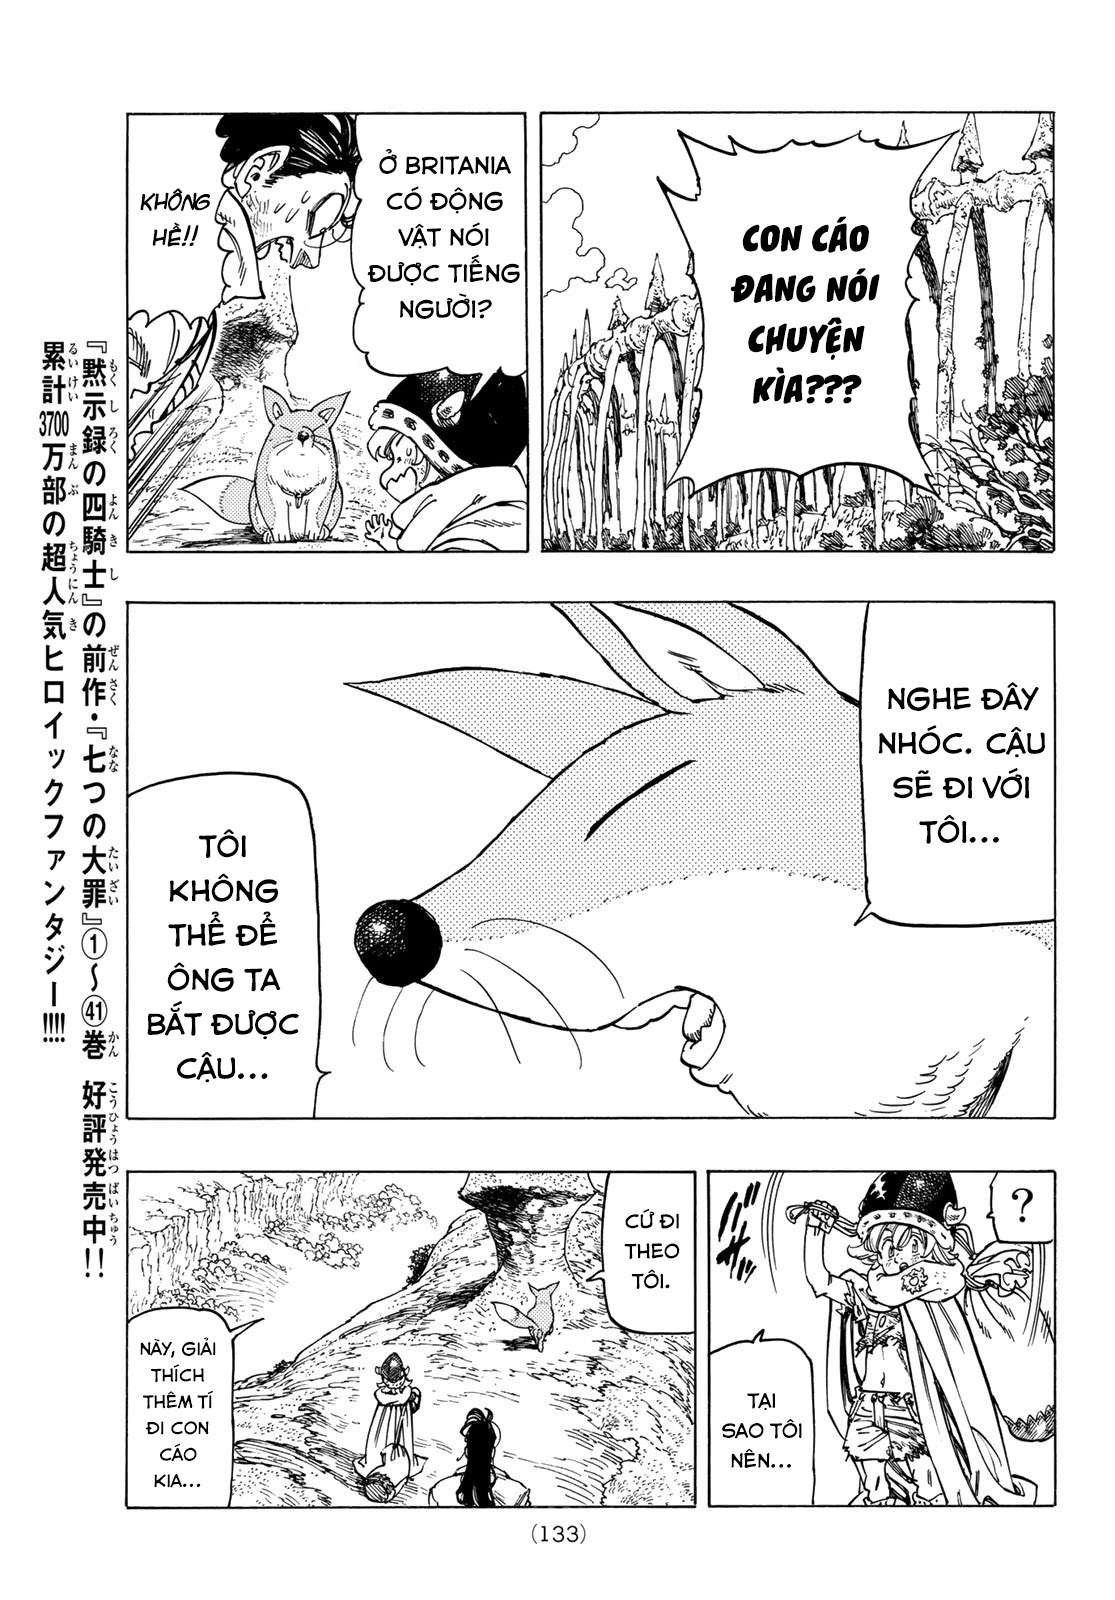 CON CÁO
ĐANG NÓI
CHUYỆN
KÌA???
Ở BRITANIA
CÓ ĐỘNG
VẬT NÓI
ĐƯỢC TIẾNG
NGƯỜI?
KHÔNG
HỀ!!
NGHE ĐÂY
NHÓC. CẬU
SẼ ĐI VỚI
TÔI...
TÔI
KHÔNG
THỂ ĐỂ
ÔNG TA
BẮT ĐƯỢC
CẬU...
?
TẠI
SAO TÔI
NÊN...
CỨ ĐI
THEO
TÔI.
NÀY, GIẢI
THÍCH
THÊM TÍ
ĐI CON
CÁO
KIA...
『黙示録の四騎士』の前作・『七つの大罪』①〜㊶巻 好評発売中!!
累計3700万部の超人気ヒロイックファンタジー!!!!
(133)